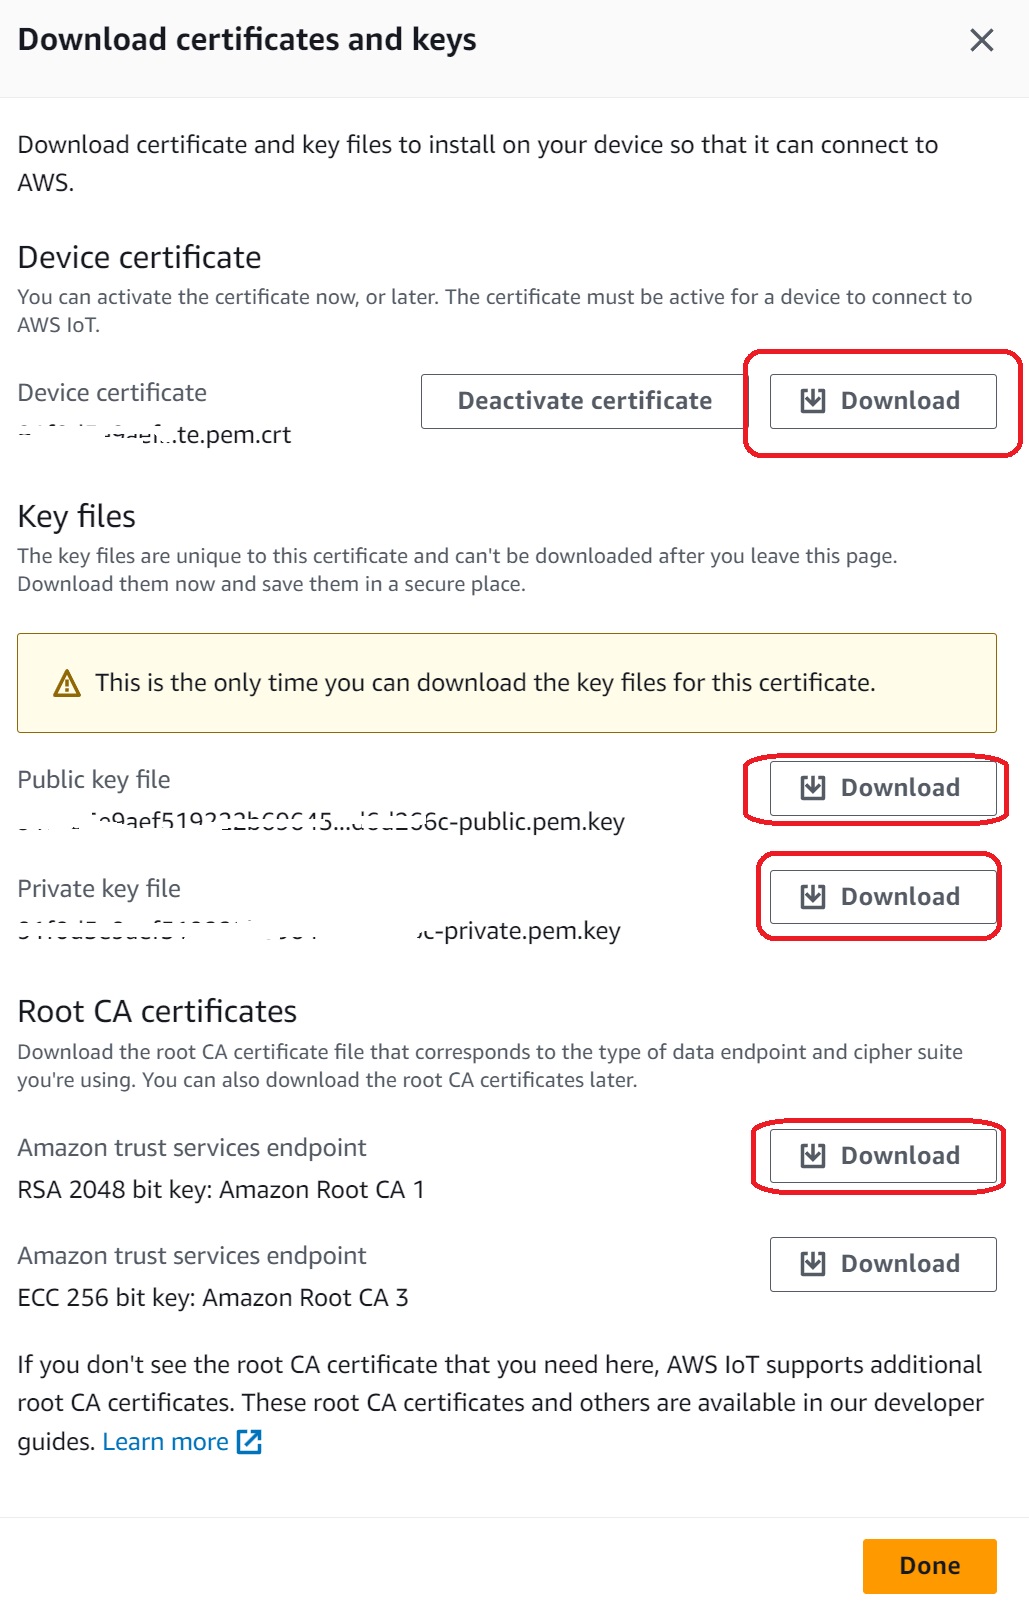 Download certificates and keys
Download certificate and key files to install on your device so that it can connect to
AWS.
Device certificate
You can activate the certificate now, or later. The certificate must be active for a device to connect to
AWS IoT.
Device certificate
Deactivate certificate
Download
te.pem.crt
Key files
The key files are unique to this certificate and can't be downloaded after you leave this page.
Download them now and save them in a secure place.
This is the only time you can download the key files for this certificate.
Public key file
Download
c-public.pem.key
Private key file
Download
-private.pem.key
Root CA certificates
Download the root CA certificate file that corresponds to the type of data endpoint and cipher suite
you're using. You can also download the root CA certificates later.
Amazon trust services endpoint
Download
RSA 2048 bit key: Amazon Root CA 1
Amazon trust services endpoint
Download
ECC 256 bit key: Amazon Root CA 3
If you don't see the root CA certificate that you need here, AWS IoT supports additional
root CA certificates. These root CA certificates and others are available in our developer
guides. Learn more
Done